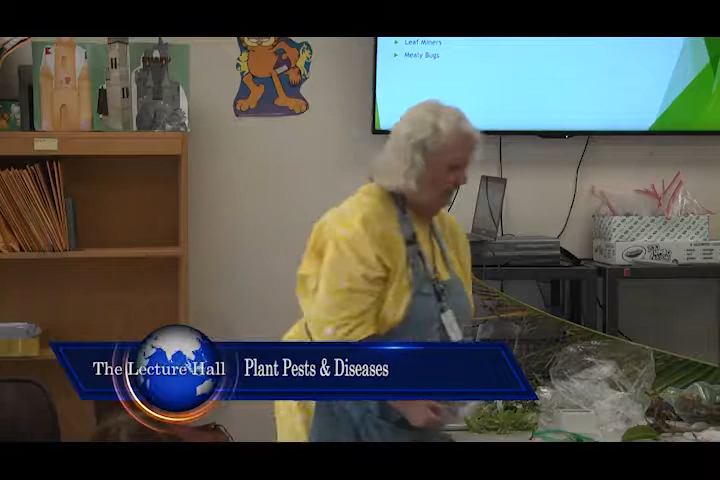 Leaf Miners
Mealy Bugs
The Lecture Hall
Plant Pests & Diseases